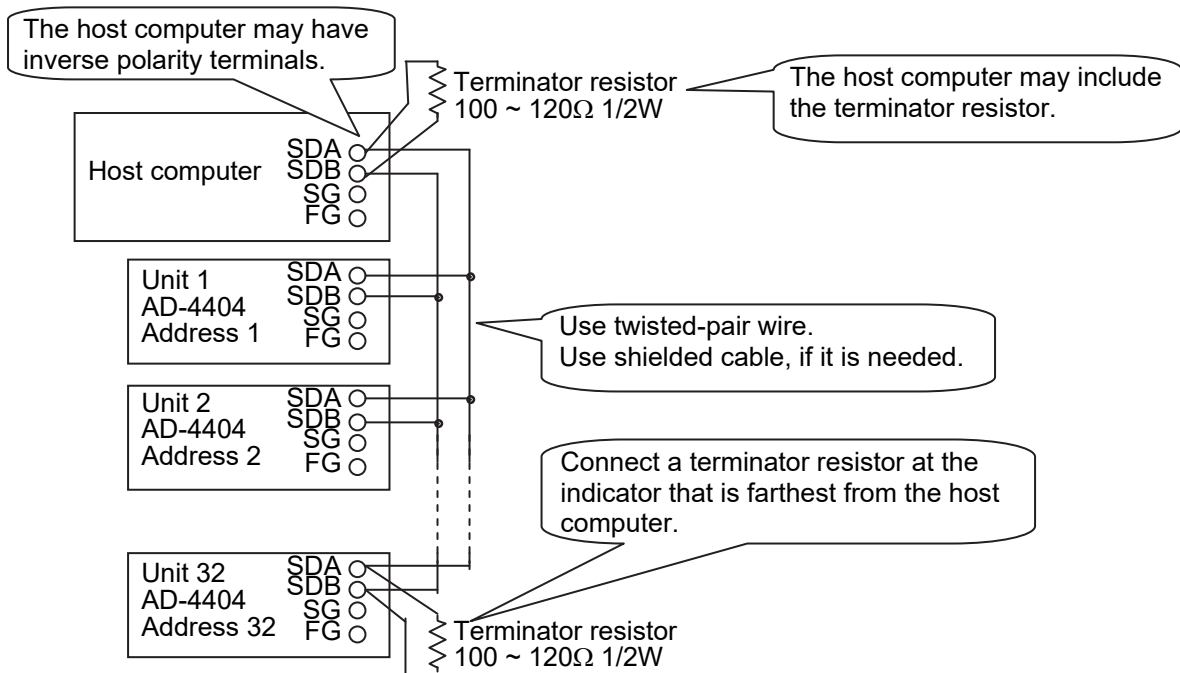 The host computer may have
inverse polarity terminals.
Terminator resistor
100 ~ 120Ω 1/2W
The host computer may include
the terminator resistor.
Host computer
SDA
SDB
SG
FG
Unit 1
AD-4404
Address 1
SDA
SDB
SG
FG
Use twisted-pair wire.
Use shielded cable, if it is needed.
Unit 2
AD-4404
Address 2
SDA
SDB
SG
FG
Connect a terminator resistor at the
indicator that is farthest from the host
computer.
Unit 32
AD-4404
Address 32
SDA
SDB
SG
FG
Terminator resistor
100 ~ 120Ω 1/2W